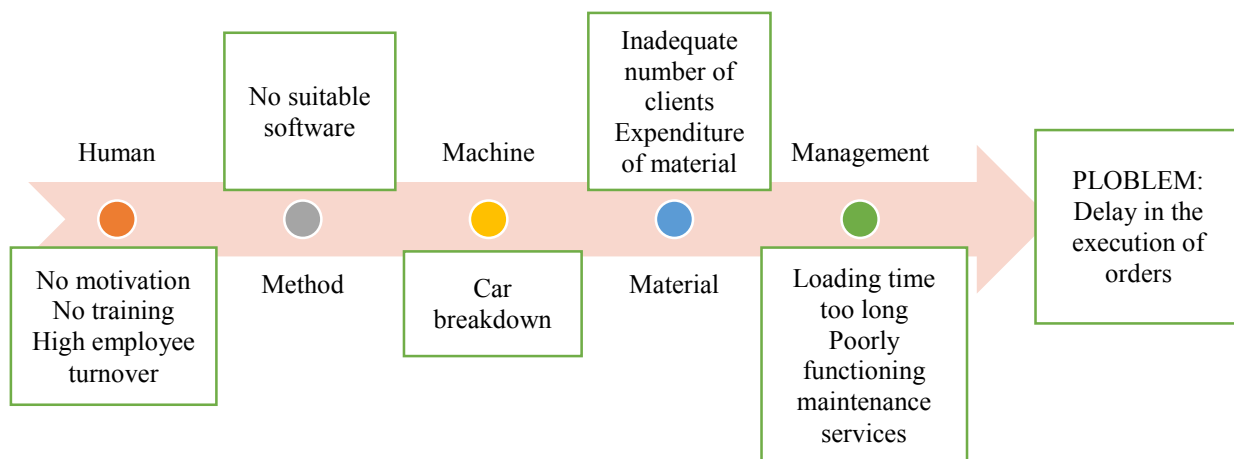 Human
No motivation
No training
High employee
turnover
No suitable
software
Method
Machine
Car
breakdown
Inadequate
number of
clients
Expenditure
of material
Material
Management
Loading time
too long
Poorly
functioning
maintenance
services
PLOBLEM:
Delay in the
execution of
orders